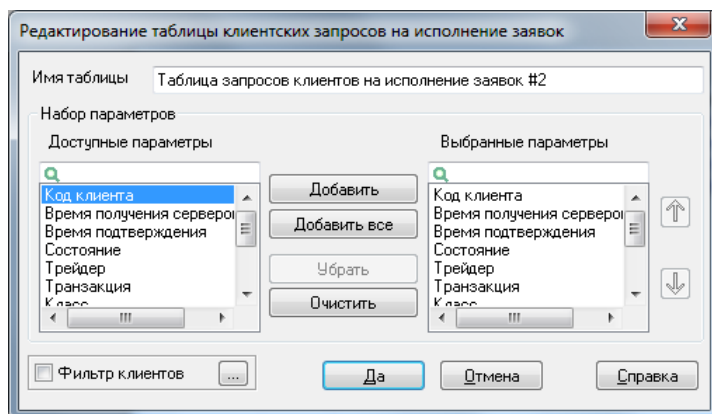 Редактирование таблицы клиентских запросов на исполнение заявок
Имя таблицы Таблица запросов клиентов на исполнение заявок #2
Набор параметров
Доступные параметры Выбранные параметры
Код клиента
Время получения серверо
Время подтверждения
Состояние
Трейдер
Транзакция
Класс
Добавить
Добавить все
Убрать
Очистить
Код клиента
Время получения серверо
Время подтверждения
Состояние
Трейдер
Транзакция
Класс
Фильтр клиентов ... Да Отмена Справка